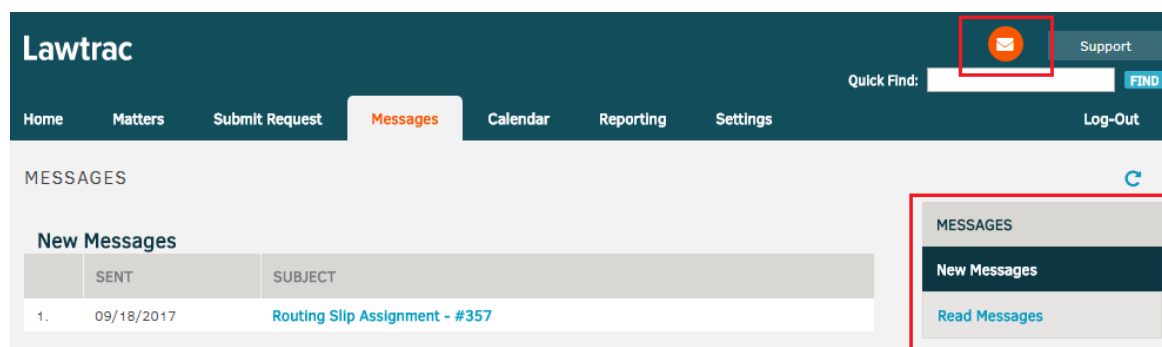 Lawtrac
Support
Quick Find:
FIND
Home Matters Submit Request Messages Calendar Reporting Settings Log-Out
MESSAGES
New Messages
SENT SUBJECT
1. 09/18/2017 Routing Slip Assignment - #357
MESSAGES
New Messages
Read Messages